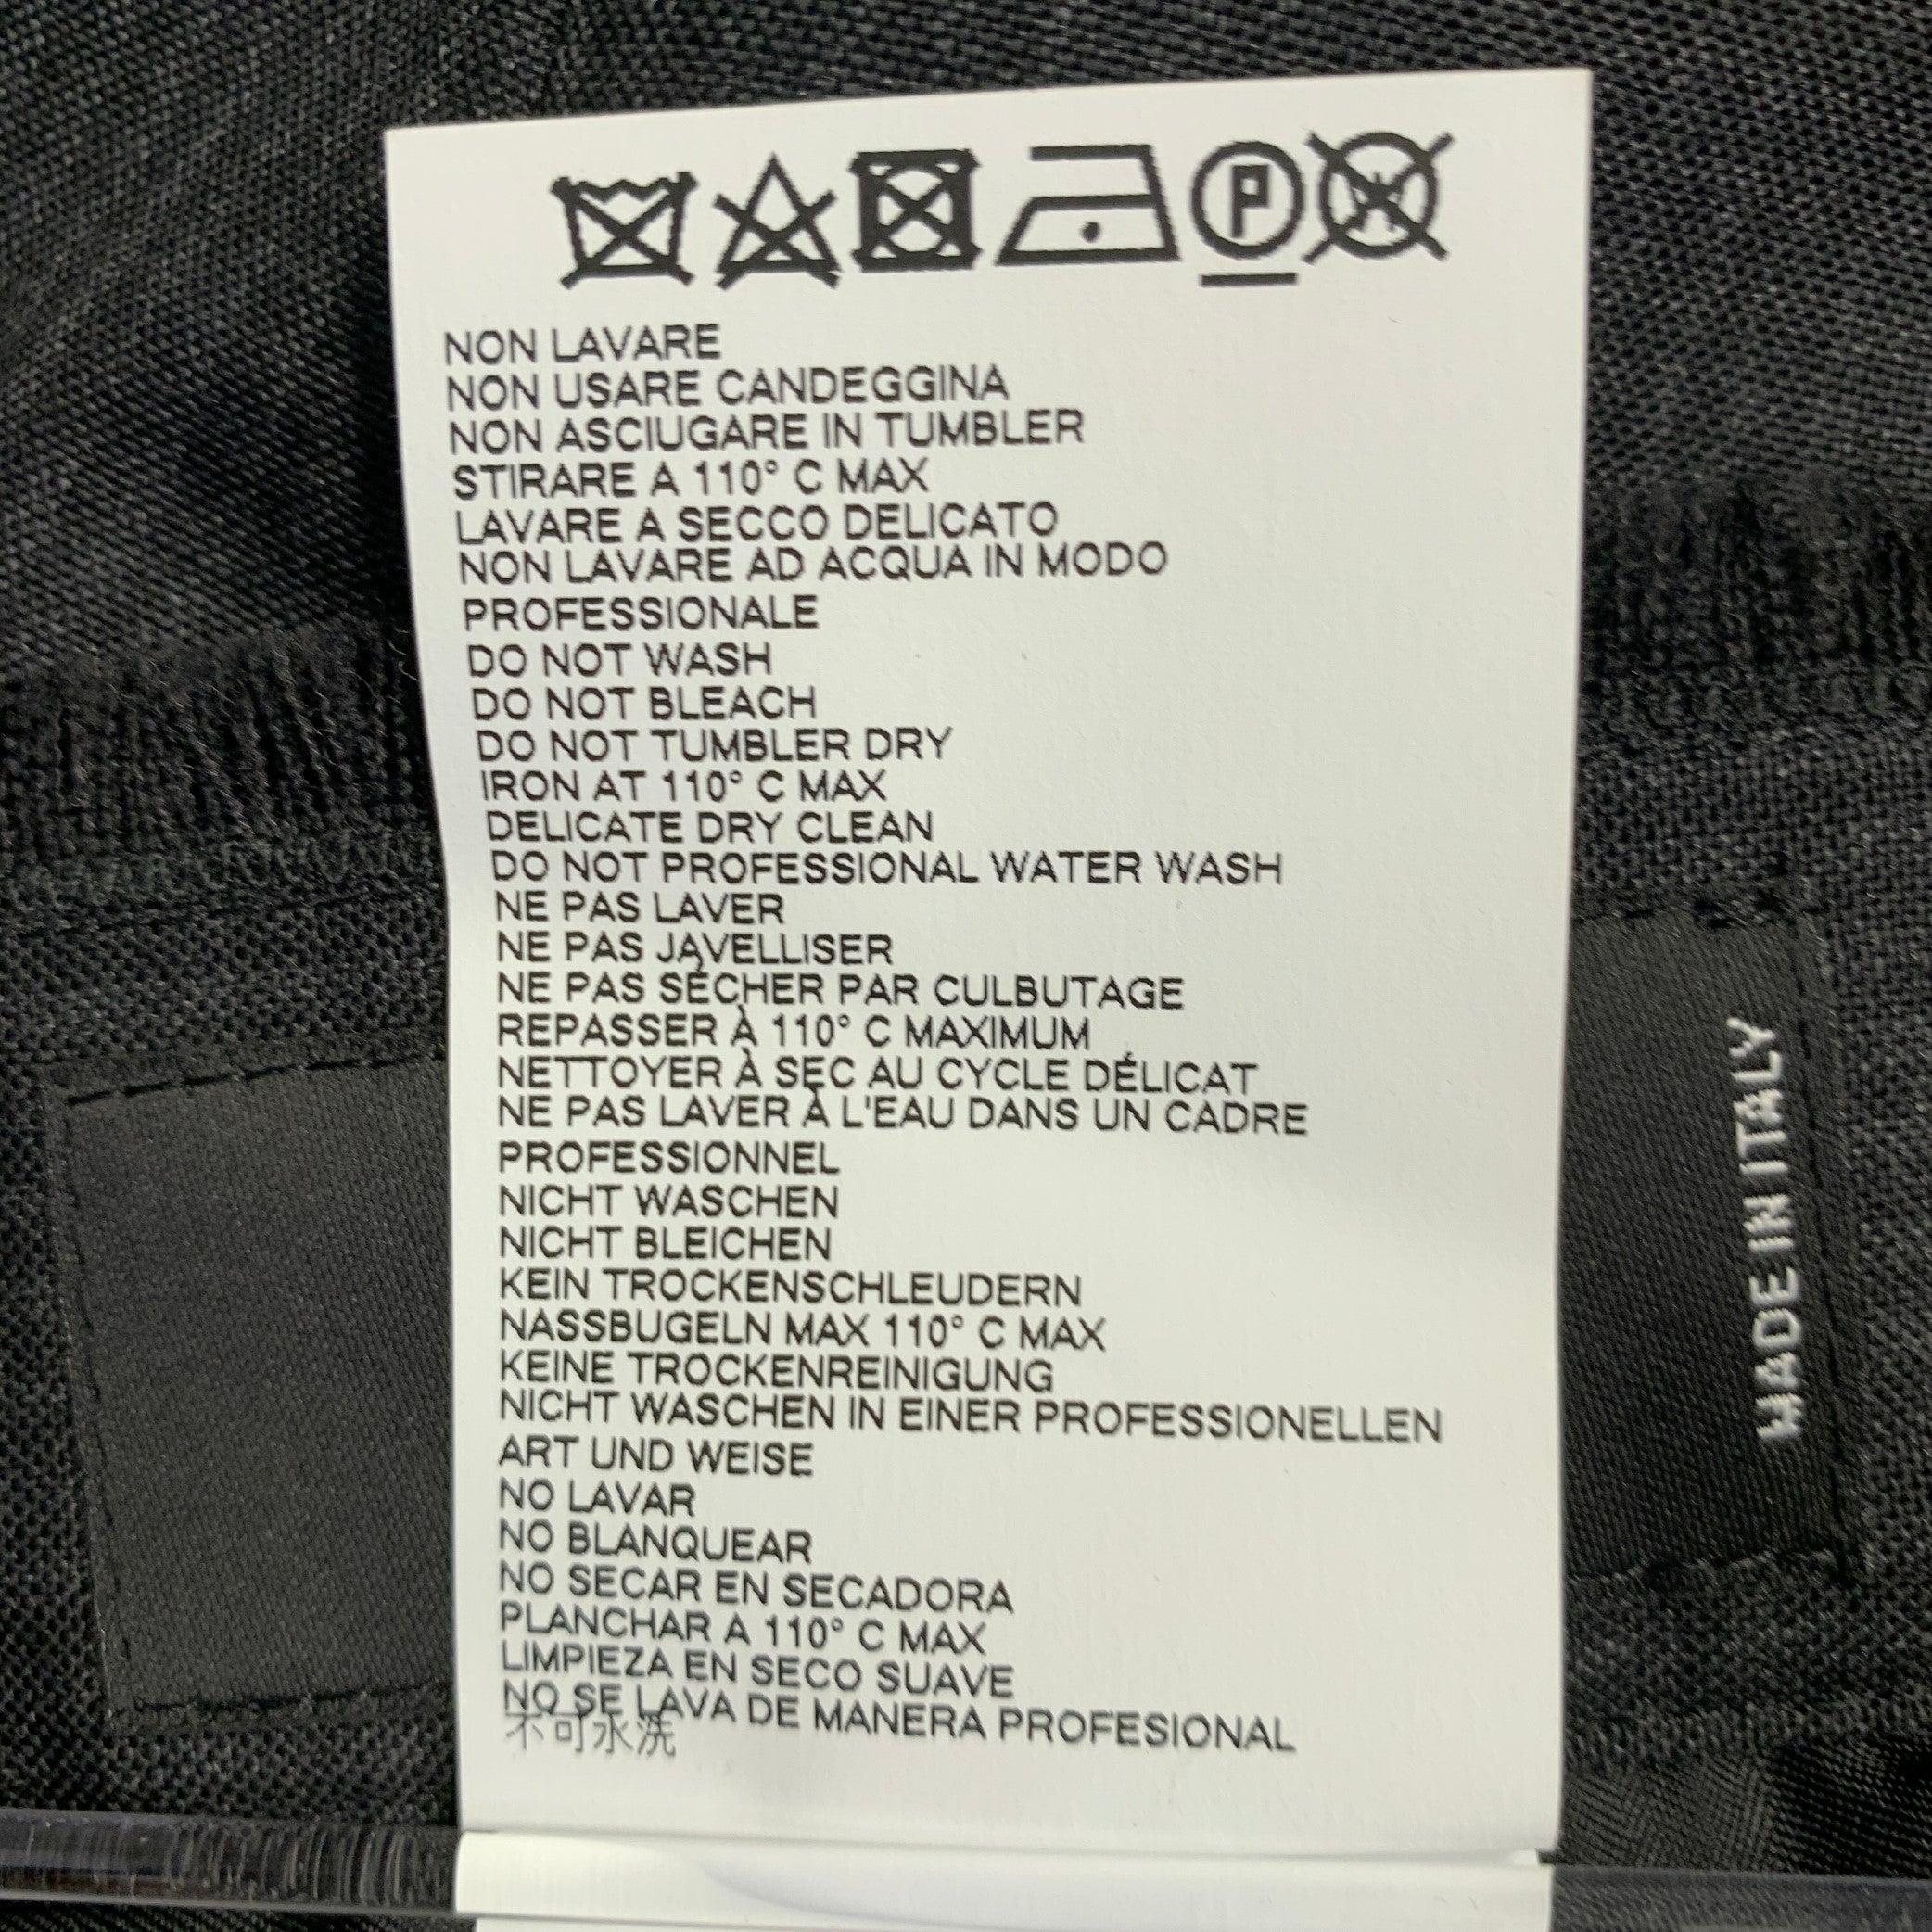 P
NON LAVARE
NON USARE CANDEGGINA
NON ASCIUGARE IN TUMBLER
STIRARE A 110° C MAX
LAVARE A SECCO DELICATO
NON LAVARE AD ACQUA IN MODO
PROFESSIONALE
DO NOT WASH
DO NOT BLEACH
DO NOT TUMBLER DRY
IRON AT 110° C MAX
DELICATE DRY CLEAN
DO NOT PROFESSIONAL WATER WASH
NE PAS LAVER
NE PAS JAVELLISER
NE PAS SÉCHER PAR CULBUTAGE
REPASSER À 110° C MAXIMUM
NETTOYER À SEC AU CYCLE DÉLICAT
NE PAS LAVER À L'EAU DANS UN CADRE
PROFESSIONNEL
NICHT WASCHEN
NICHT BLEICHEN
KEIN TROCKENSCHLEUDERN
NASSBUGELN MAX 110° C MAX
KEINE TROCKENREINIGUNG
NICHT WASCHEN IN EINER PROFESSIONELLEN
ART UND WEISE
NO LAVAR
NO BLANQUEAR
NO SECAR EN SECADORA
PLANCHAR A 110° C MAX
LIMPIEZA EN SECO SUAVE
NO SE LAVA DE MANERA PROFESIONAL
不可水洗
MADE IN ITALY